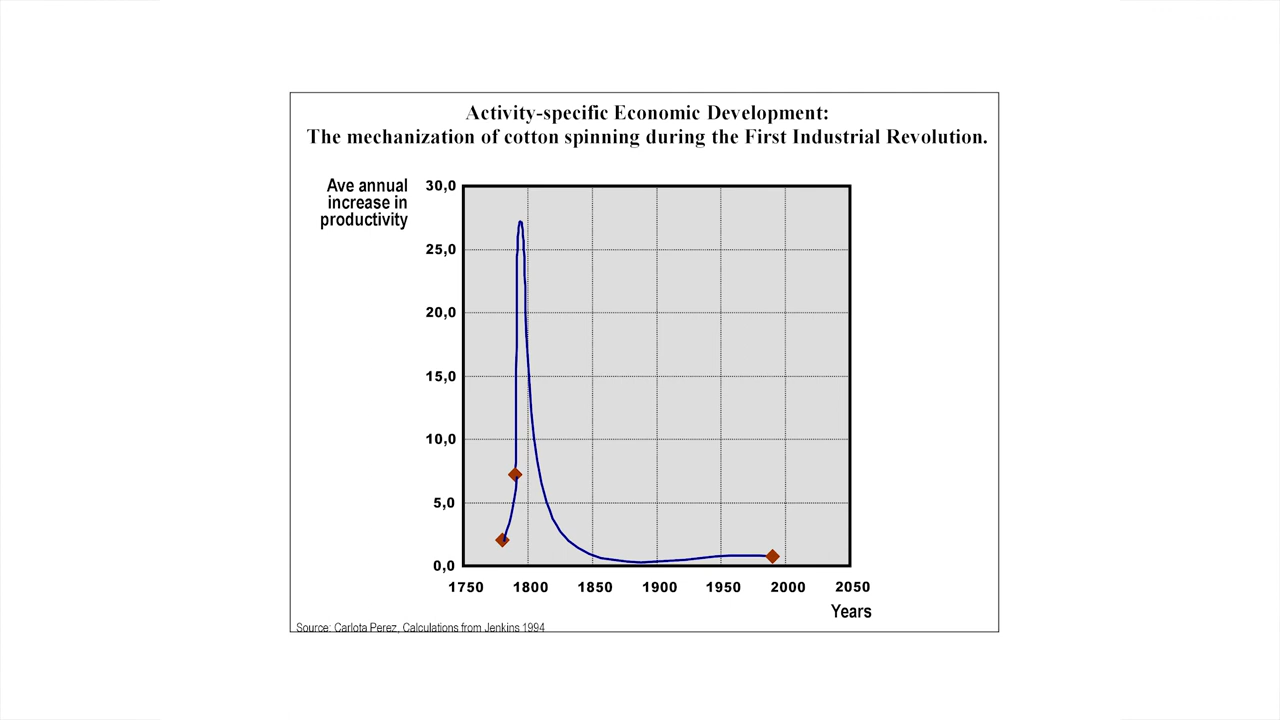 Activity-specific Economic Development:
The mechanization of cotton spinning during the First Industrial Revolution.
Ave annual
increase in
productivity
30,0
25,0
20,0
15,0
10,0
5,0
0,0
1750 1800 1850 1900 1950 2000 2050
Years
Source: Carlota Perez, Calculations from Jenkins 1994